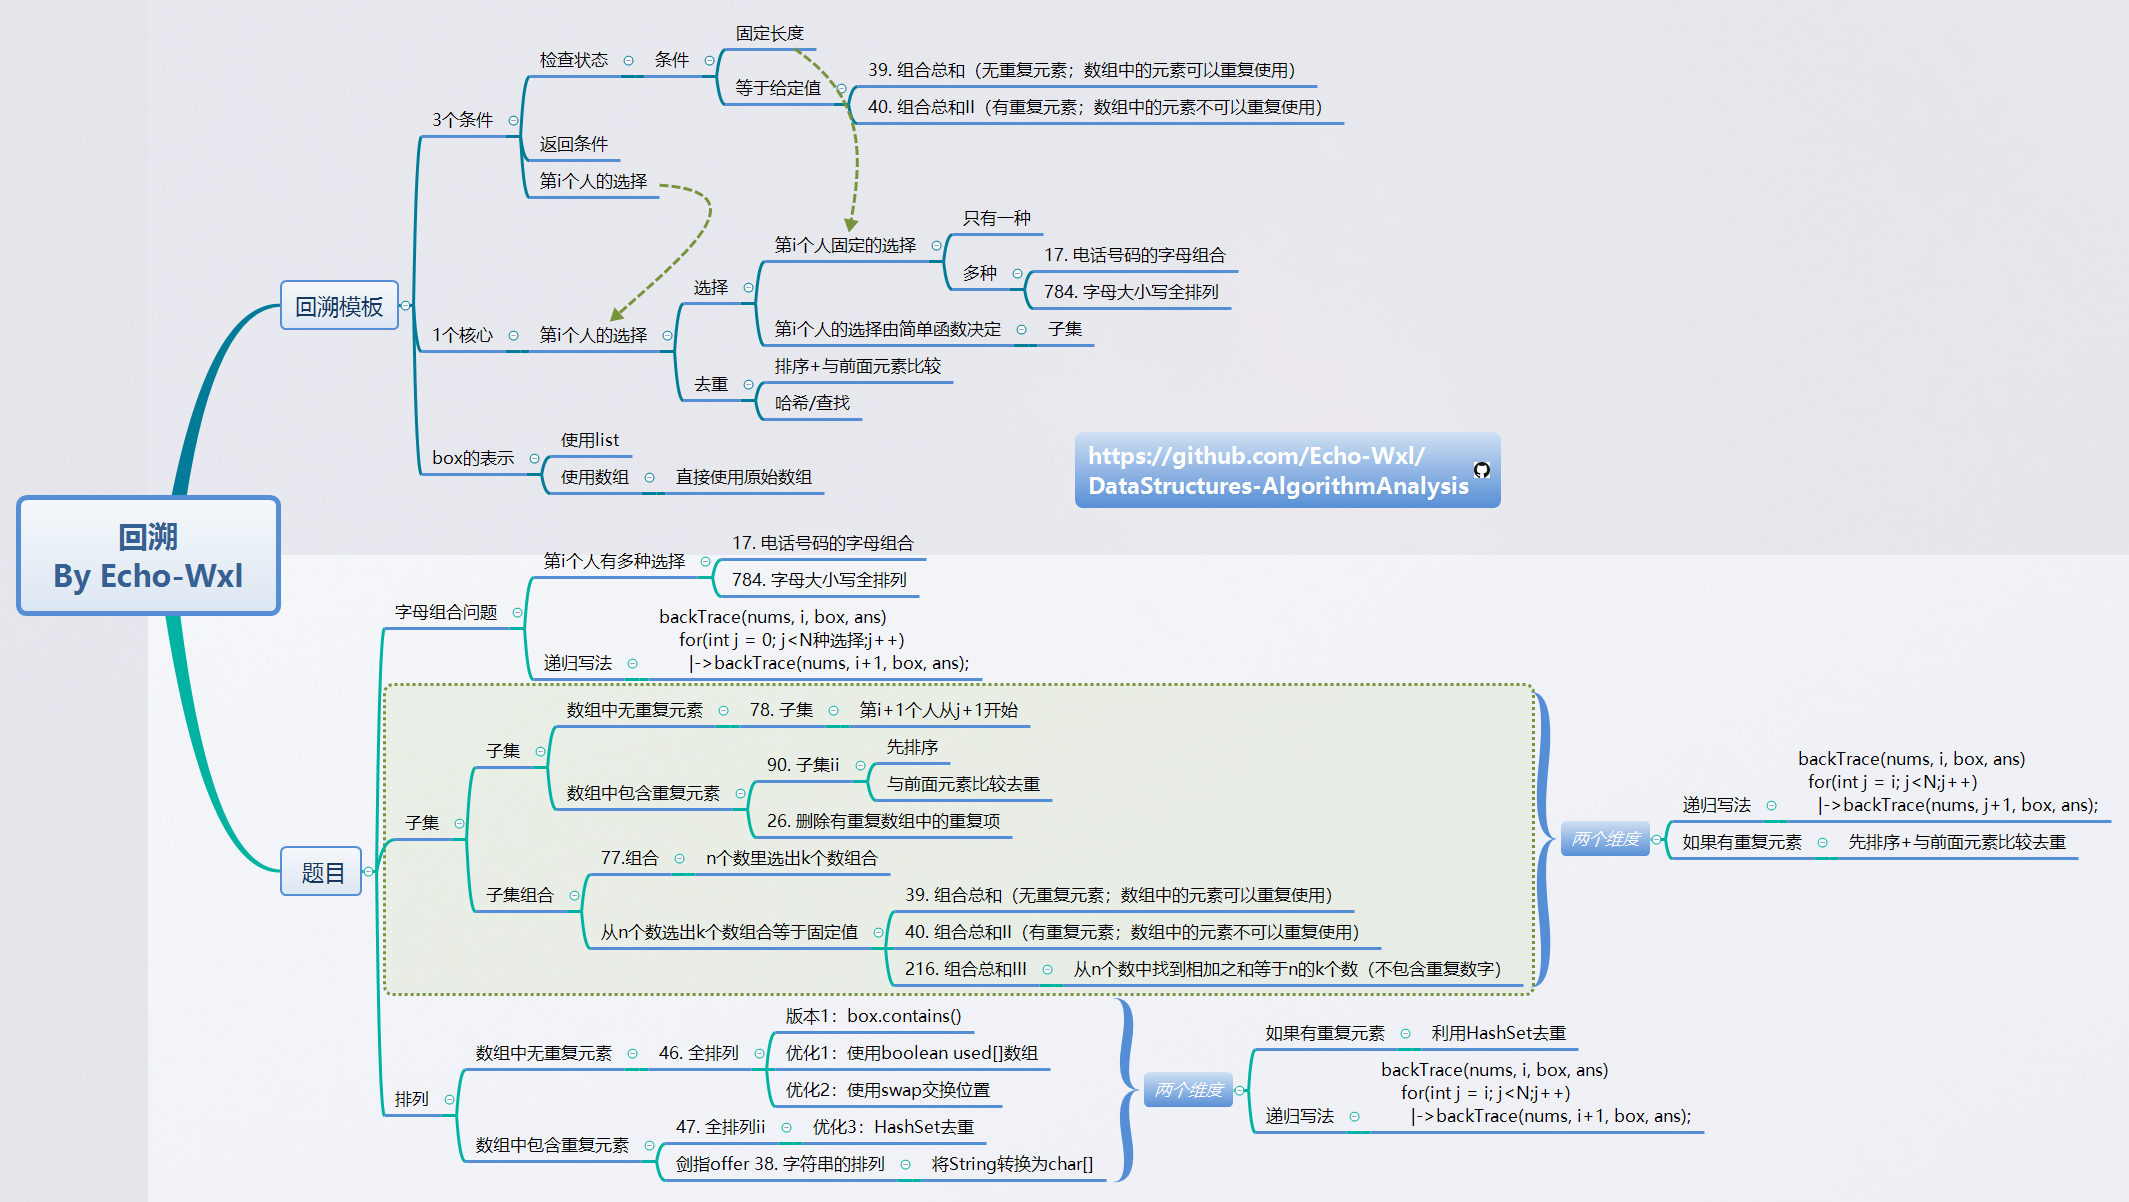 回溯
By Echo-Wxl
回溯模板
3个条件
检查状态
条件
固定长度
等于给定值
39. 组合总和（无重复元素；数组中的元素可以重复使用）
40. 组合总和II（有重复元素；数组中的元素不可以重复使用）
返回条件
第i个人的选择
1个核心
第i个人的选择
选择
第i个人固定的选择
只有一种
多种
17. 电话号码的字母组合
784. 字母大小写全排列
第i个人的选择由简单函数决定
子集
去重
排序+与前面元素比较
哈希/查找
box的表示
使用list
使用数组
直接使用原始数组
https://github.com/Echo-Wxl/
DataStructures-AlgorithmAnalysis
题目
字母组合问题
第i个人有多种选择
17. 电话号码的字母组合
784. 字母大小写全排列
递归写法
backTrace(nums, i, box, ans)
for(int j = 0; j<N种选择;j++)
|->backTrace(nums, i+1, box, ans);
子集
子集
数组中无重复元素
78. 子集
第i+1个人从j+1开始
数组中包含重复元素
90. 子集ii
先排序
与前面元素比较去重
26. 删除有重复数组中的重复项
子集组合
77.组合
n个数里选出k个数组合
从n个数选出k个数组合等于固定值
39. 组合总和（无重复元素；数组中的元素可以重复使用）
40. 组合总和II（有重复元素；数组中的元素不可以重复使用）
216. 组合总和III
从n个数中找到相加之和等于n的k个数（不包含重复数字）
两个维度
递归写法
backTrace(nums, i, box, ans)
for(int j = i; j<N;j++)
|->backTrace(nums, j+1, box, ans);
如果有重复元素
先排序+与前面元素比较去重
排列
数组中无重复元素
46. 全排列
版本1：box.contains()
优化1：使用boolean used[]数组
优化2：使用swap交换位置
数组中包含重复元素
47. 全排列ii
优化3：HashSet去重
剑指offer 38. 字符串的排列
将String转换为char[]
两个维度
如果有重复元素
利用HashSet去重
递归写法
backTrace(nums, i, box, ans)
for(int j = i; j<N;j++)
|->backTrace(nums, i+1, box, ans);